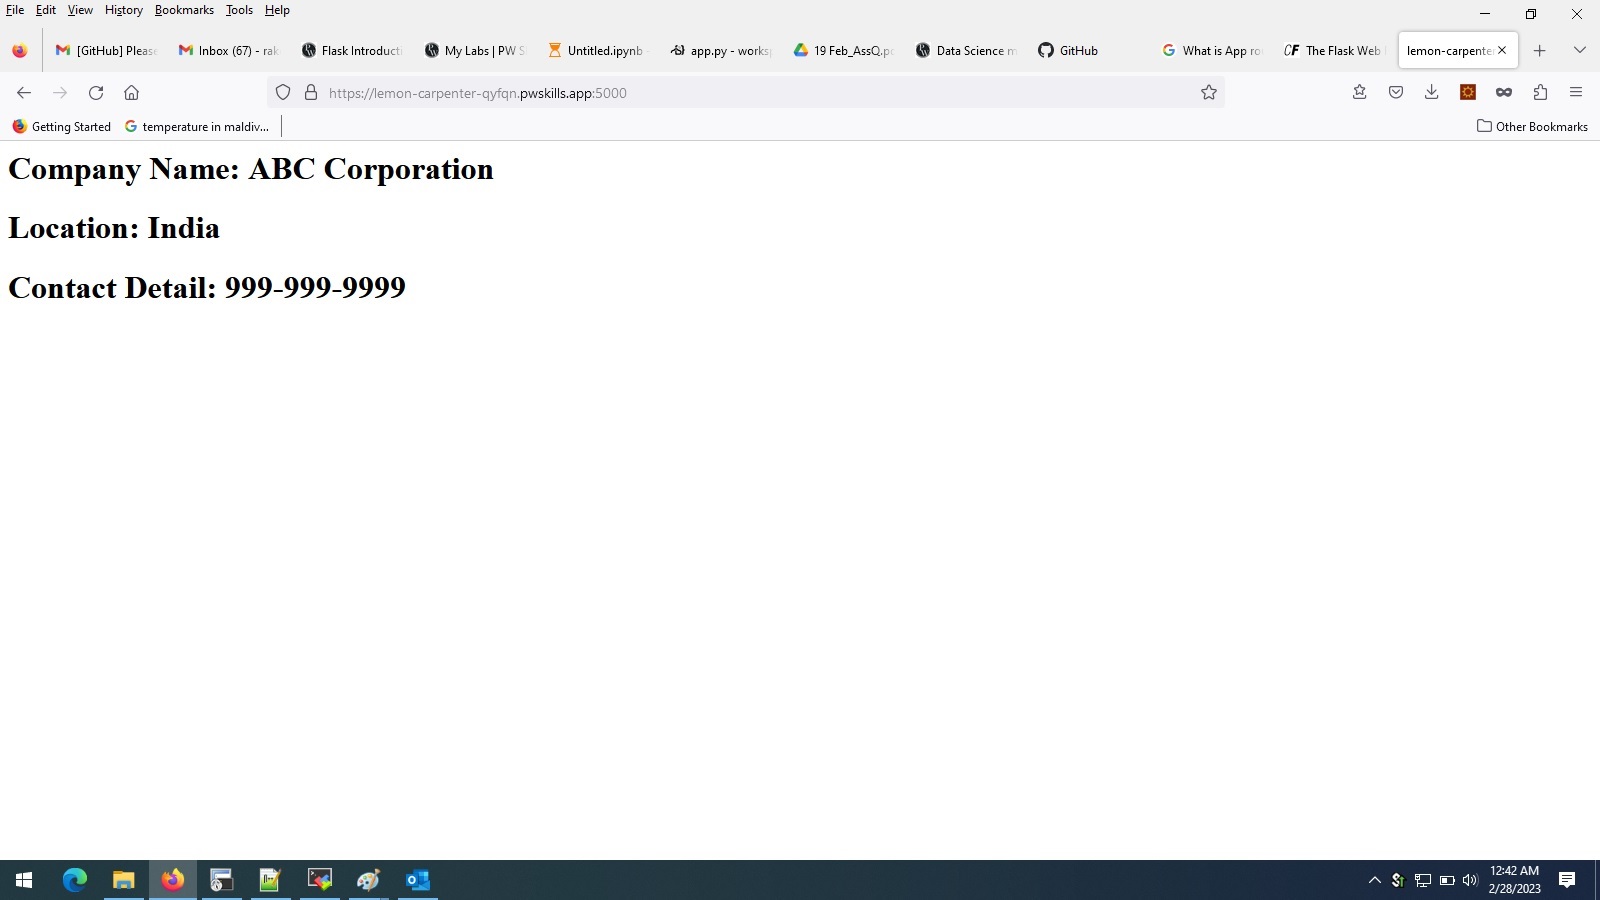 File Edit View History Bookmarks Tools Help
[GitHub] Please Inbox (67) - rak Flask Introducti My Labs | PW S Untitled.ipynb - app.py - works 19 Feb_AssQ.p Data Science m GitHub What is App ro The Flask Web lemon-carpente
https://lemon-carpenter-qyfqn.pwskills.app:5000
Getting Started temperature in maldiv... Other Bookmarks
Company Name: ABC Corporation
Location: India
Contact Detail: 999-999-9999
12:42 AM
2/28/2023